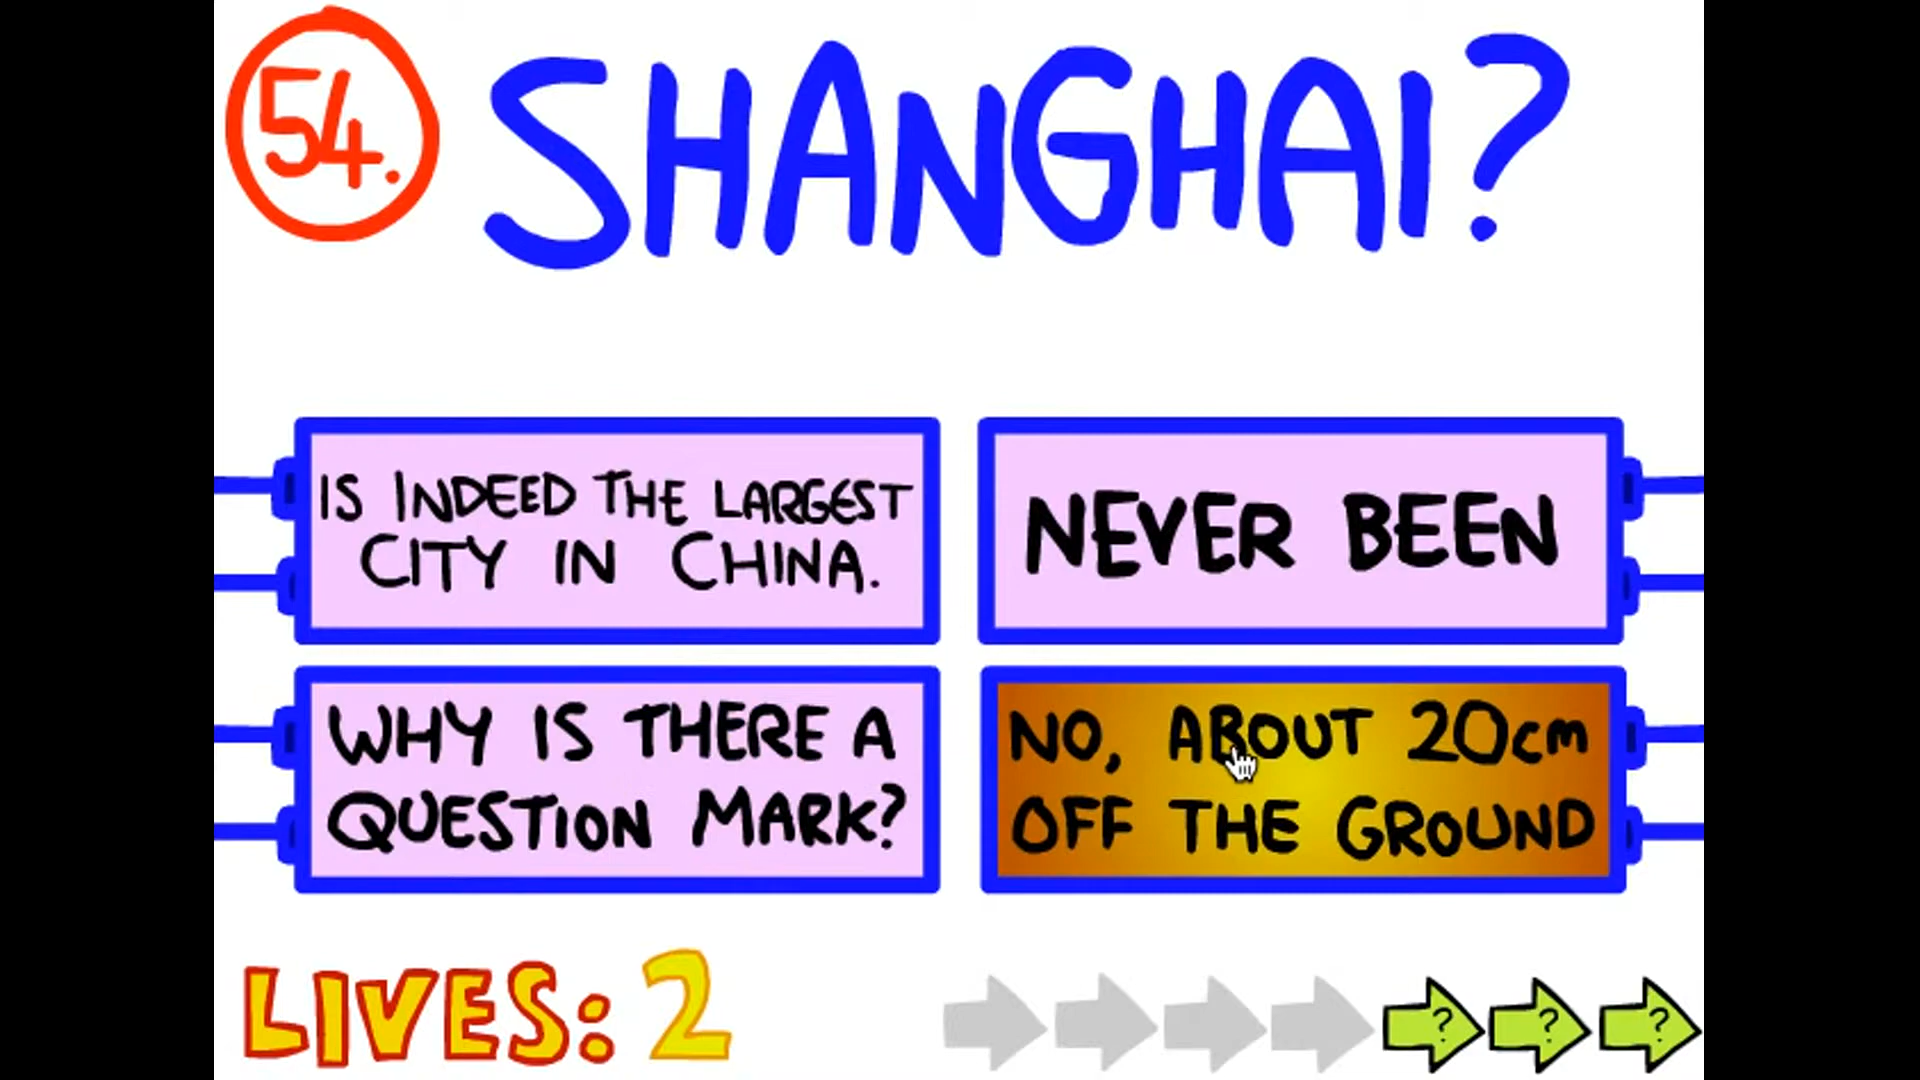 54.
SHANGHAI?
IS INDEED THE LARGEST
CITY IN CHINA.
NEVER BEEN
WHY IS THERE A
QUESTION MARK?
NO, ABOUT 20cm
OFF THE GROUND
LIVES: 2
? ? ?